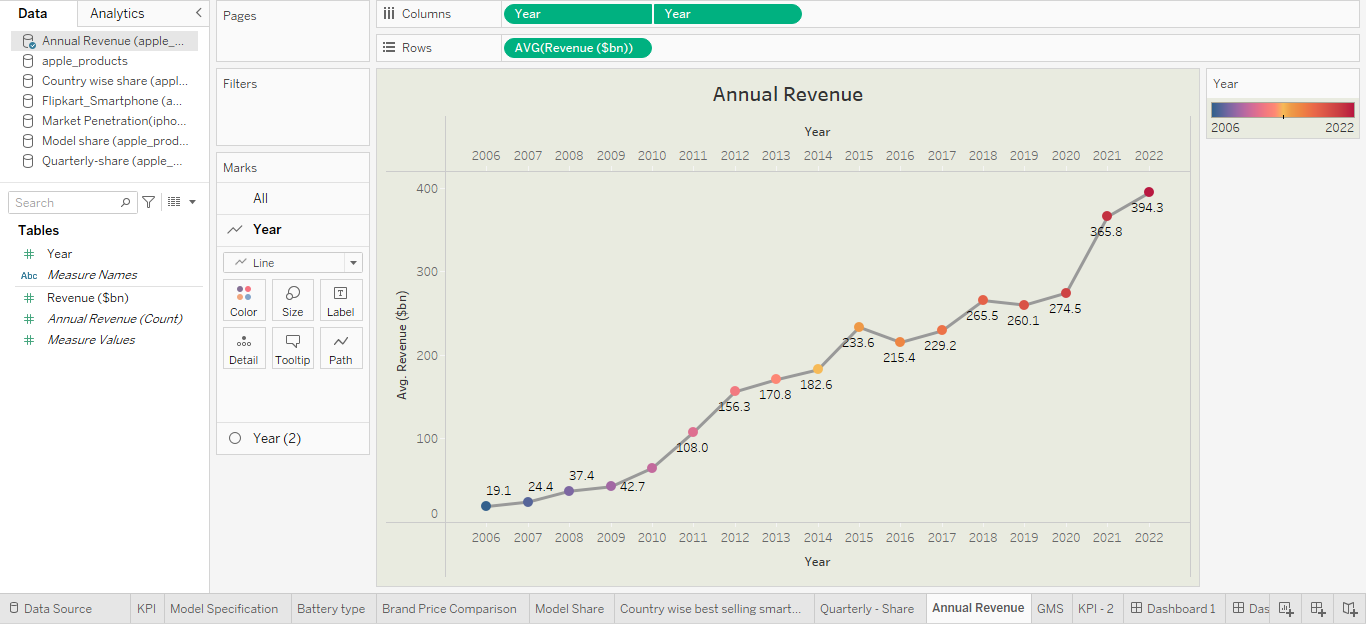 Data
Analytics
Annual Revenue (apple_...
apple_products
Country wise share (appl...
Flipkart_Smartphone (a...
Market Penetration(ipho...
Model share (apple_prod...
Quarterly-share (apple_...
Search
Tables
Year
Abc Measure Names
Revenue ($bn)
Annual Revenue (Count)
Measure Values
Pages
Filters
Marks
All
Year
Line
Color Size Label
Detail Tooltip Path
Year (2)
Columns Year Year
Rows AVG(Revenue ($bn))
Annual Revenue
Year
2006 2007 2008 2009 2010 2011 2012 2013 2014 2015 2016 2017 2018 2019 2020 2021 2022
Avg. Revenue ($bn)
400
300
200
100
0
19.1
24.4
37.4
42.7
108.0
156.3
170.8
182.6
233.6
215.4
229.2
265.5
260.1
274.5
365.8
394.3
2006 2007 2008 2009 2010 2011 2012 2013 2014 2015 2016 2017 2018 2019 2020 2021 2022
Year
Year
2006 2022
Data Source KPI Model Specification Battery type Brand Price Comparison Model Share Country wise best selling smart... Quarterly - Share Annual Revenue GMS KPI - 2 Dashboard 1 Das